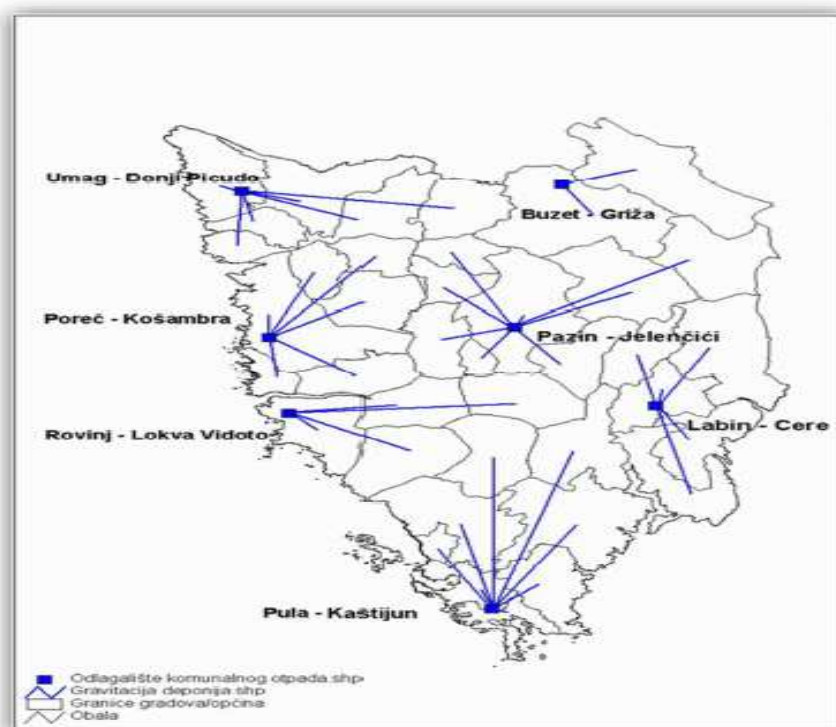 Umag - Donji Picudo
Buzet - Griža
Poreč - Košambra
Pazin - Jelenčići
Labin - Cere
Rovinj - Lokva Vidoto
Pula - Kaštijun
Odlagalište komunalnog otpada.shp
Gravitacija deponija.shp
Granice gradova/općina
Obala